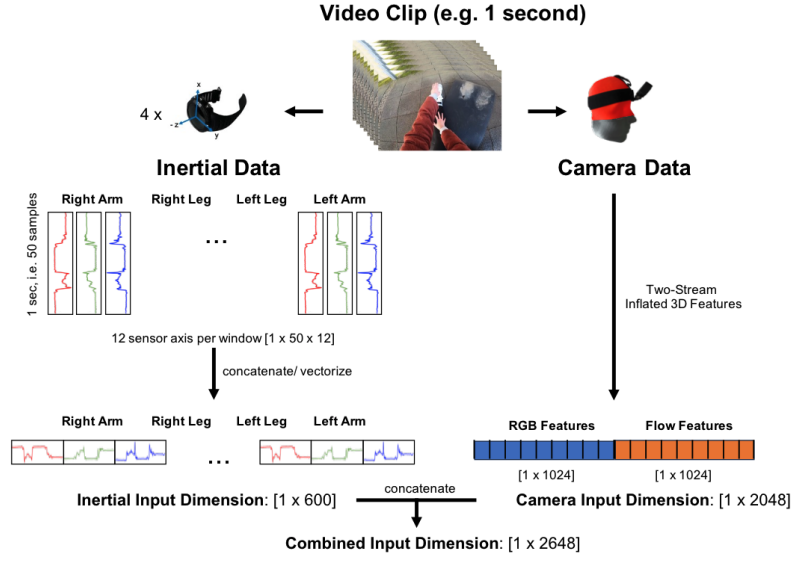 Video Clip (e.g. 1 second)
4 x
x
-z
y
Inertial Data
Camera Data
Right Arm Right Leg Left Leg Left Arm
1 sec, i.e. 50 samples
...
Two-Stream
Inflated 3D Features
12 sensor axis per window [1 x 50 x 12]
concatenate/ vectorize
Right Arm Right Leg Left Leg Left Arm
...
RGB Features Flow Features
[1 x 1024] [1 x 1024]
Inertial Input Dimension: [1 x 600]
concatenate
Camera Input Dimension: [1 x 2048]
Combined Input Dimension: [1 x 2648]